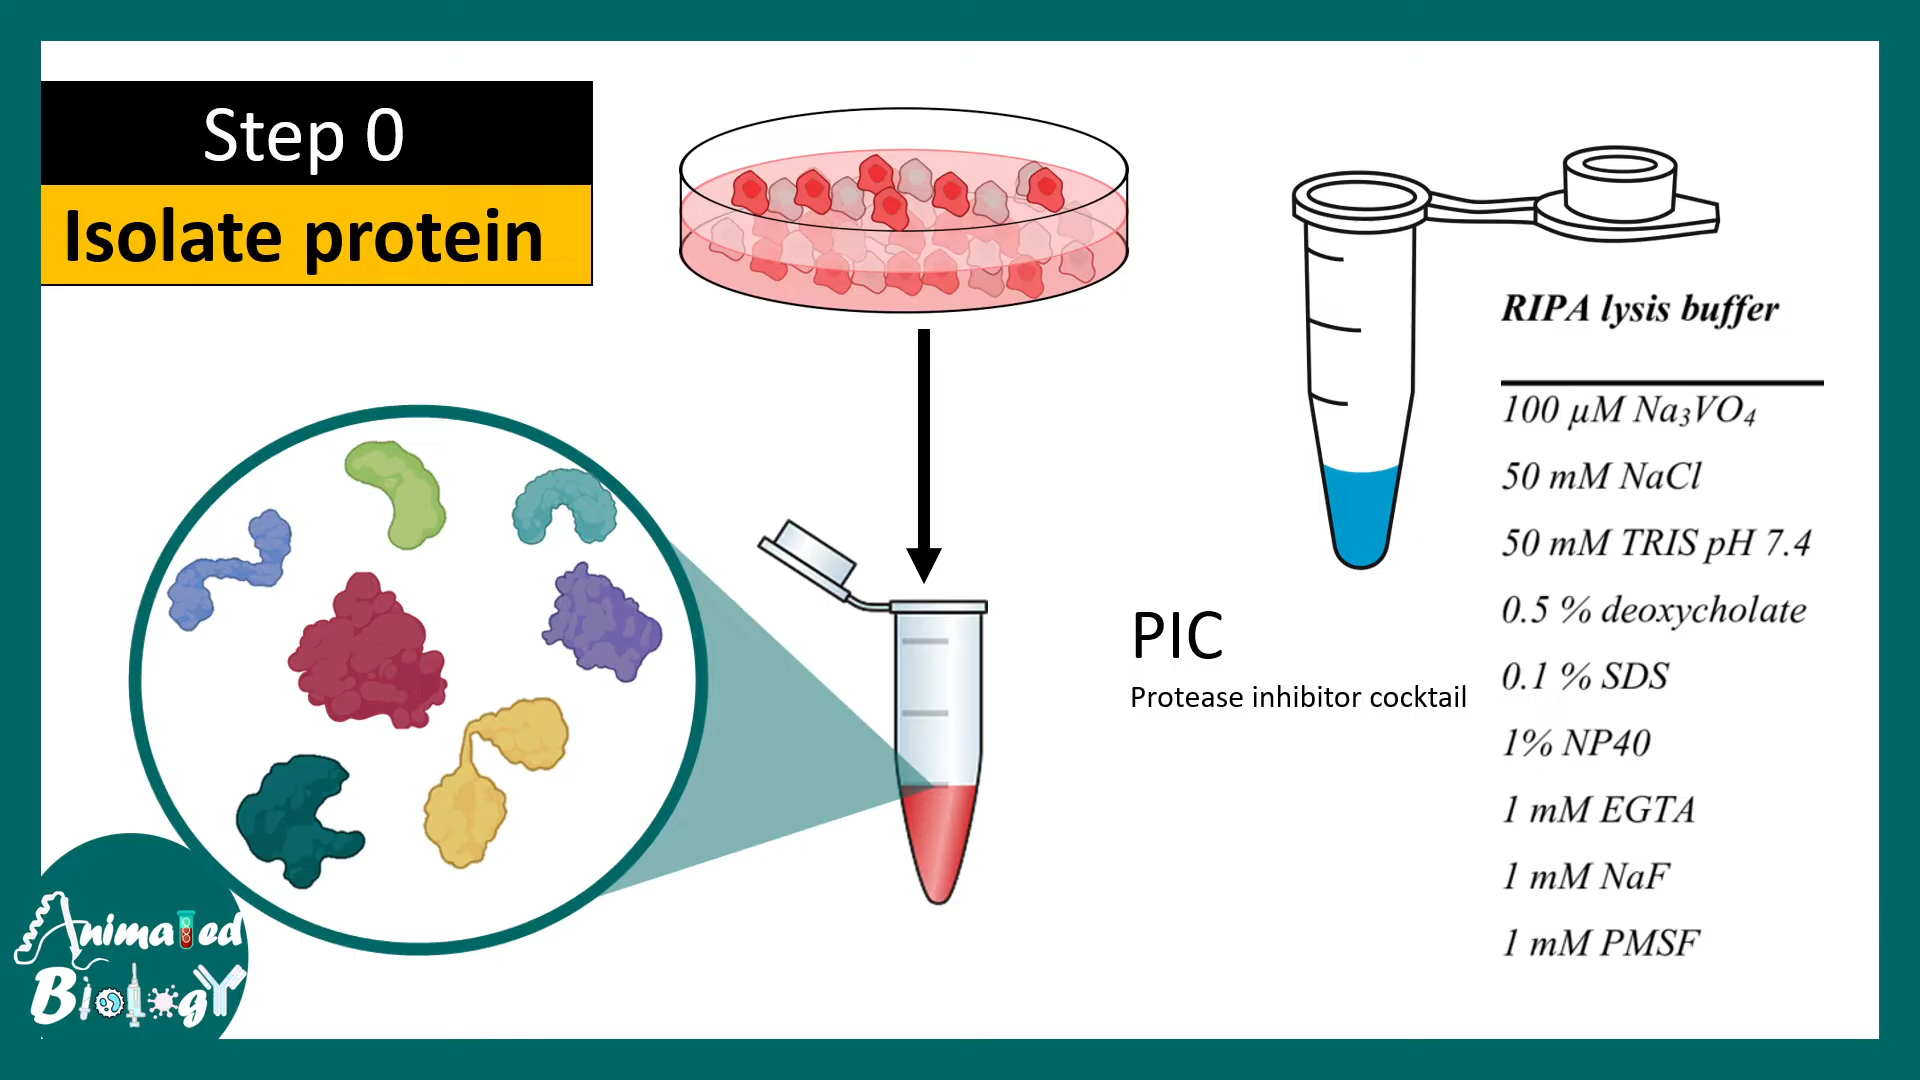 Step 0
Isolate protein
RIPA lysis buffer
100 µM Na₃VO₄
50 mM NaCl
50 mM TRIS pH 7.4
0.5 % deoxycholate
0.1 % SDS
1% NP40
1 mM EGTA
1 mM NaF
1 mM PMSF
PIC
Protease inhibitor cocktail
Animated
Biology